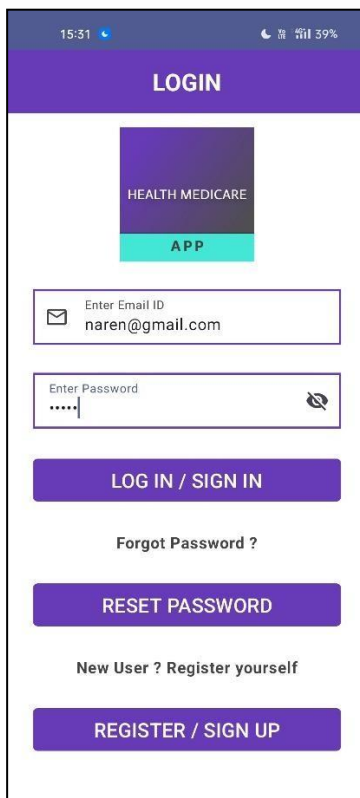 15:31
39%
LOGIN
HEALTH MEDICARE
APP
Enter Email ID
naren@gmail.com
Enter Password
•••••
LOG IN / SIGN IN
Forgot Password ?
RESET PASSWORD
New User ? Register yourself
REGISTER / SIGN UP